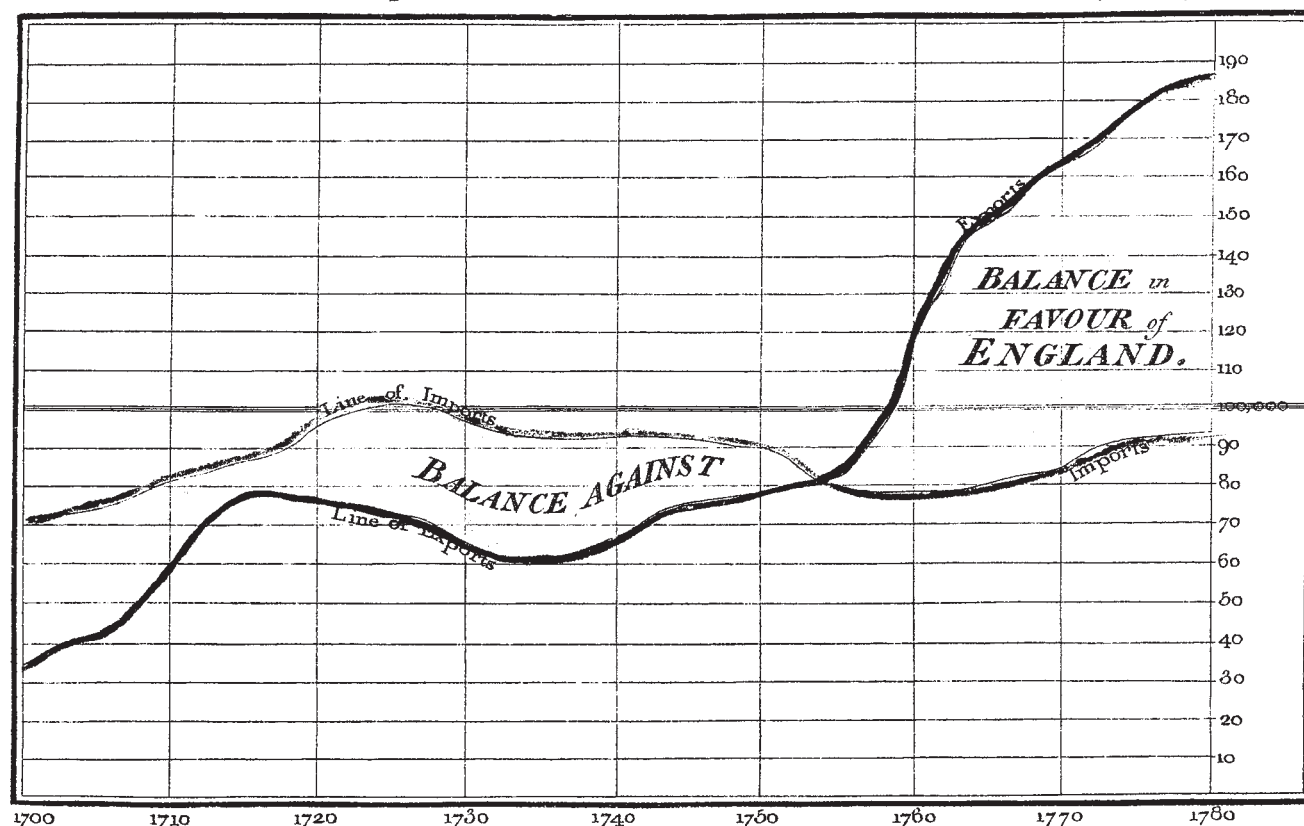 190
180
170
160
150
140
130
120
110
100,000
90
80
70
60
50
40
30
20
10
Exports
BALANCE in
FAVOUR of
ENGLAND.
Line of Imports
BALANCE AGAINST
Imports
Line of Exports
1700 1710 1720 1730 1740 1750 1760 1770 1780